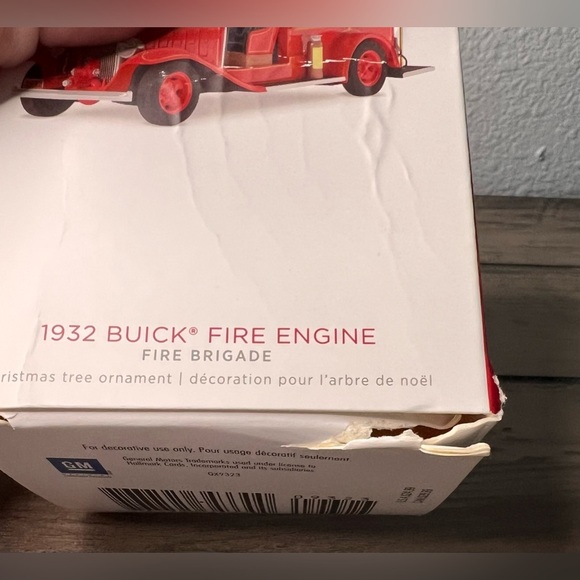 1932 BUICK® FIRE ENGINE
FIRE BRIGADE
ristmas tree ornament | décoration pour l'arbre de noël
For decorative use only. Pour usage décoratif seulement
GM
General Motors Trademarks used under license to
Hallmark Cards, Incorporated and its subsidiaries
QX9323